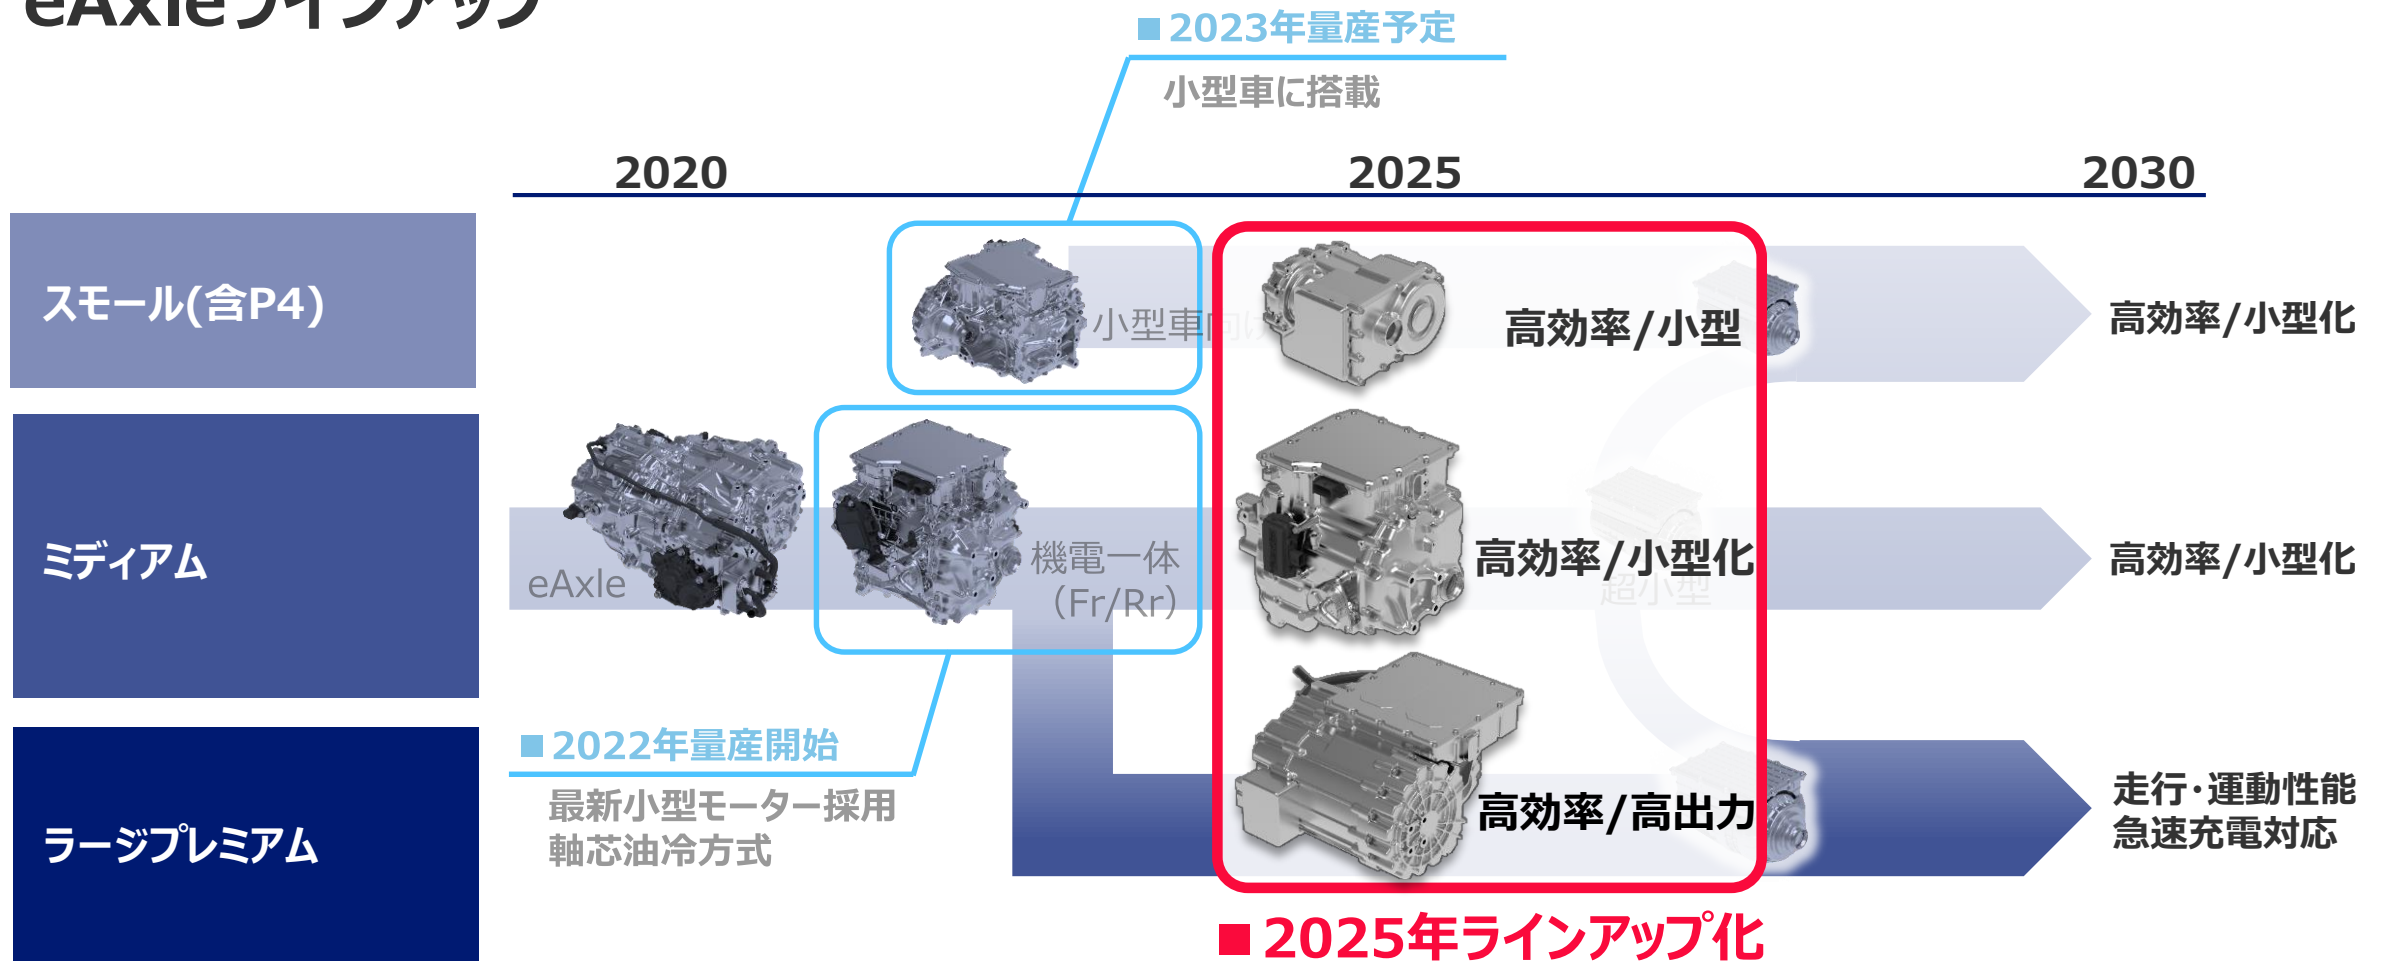 eAxleラインアップ
■2023年量産予定
小型車に搭載
2020
2025
2030
スモール(含P4)
小型車向け
高効率/小型
高効率/小型化
ミディアム
eAxle
機電一体
（Fr/Rr）
高効率/小型化
超小型
高効率/小型化
■2022年量産開始
最新小型モーター採用
軸芯油冷方式
ラージプレミアム
高効率/高出力
走行・運動性能
急速充電対応
■2025年ラインアップ化